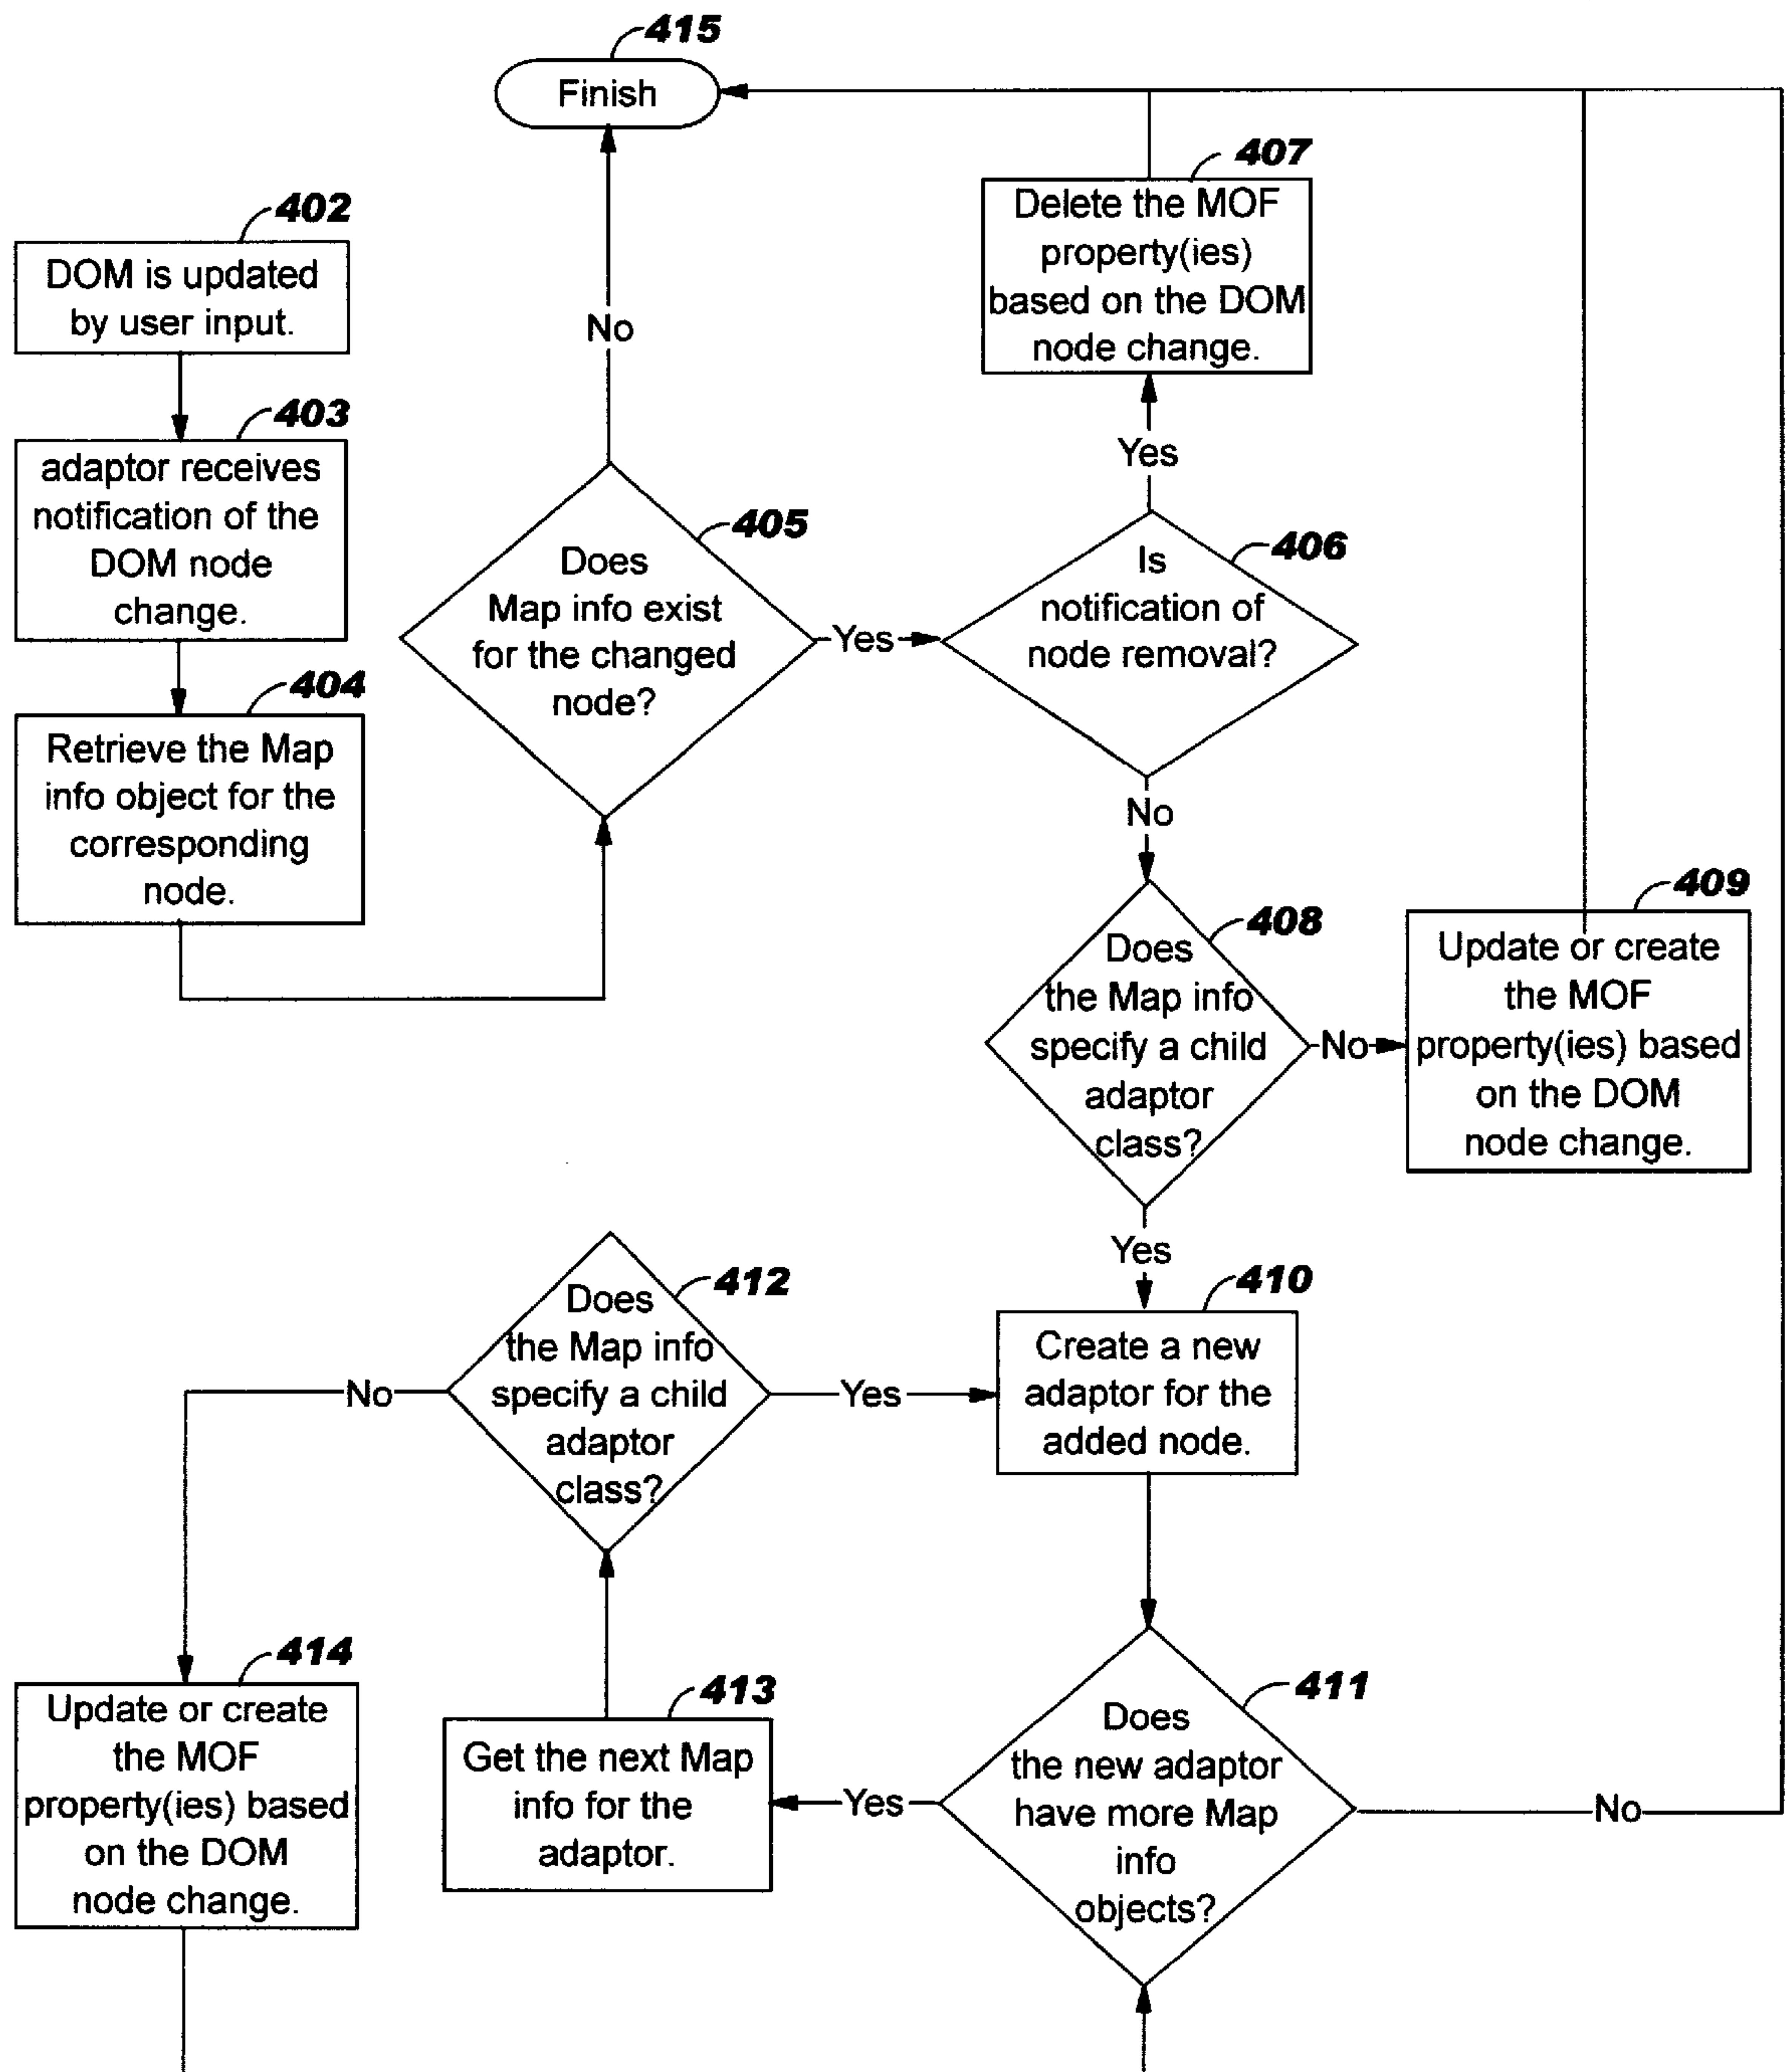 415
Finish
402
DOM is updated
by user input.
403
adaptor receives
notification of the
DOM node
change.
404
Retrieve the Map
info object for the
corresponding
node.
No
405
Does
Map info exist
for the changed
node?
Yes
407
Delete the MOF
property(ies)
based on the DOM
node change.
Yes
406
Is
notification of
node removal?
No
408
Does
the Map info
specify a child
adaptor
class?
No
409
Update or create
the MOF
property(ies) based
on the DOM
node change.
Yes
410
Create a new
adaptor for the
added node.
412
Does
the Map info
specify a child
adaptor
class?
Yes
No
414
Update or create
the MOF
property(ies) based
on the DOM
node change.
413
Get the next Map
info for the
adaptor.
Yes
411
Does
the new adaptor
have more Map
info
objects?
No